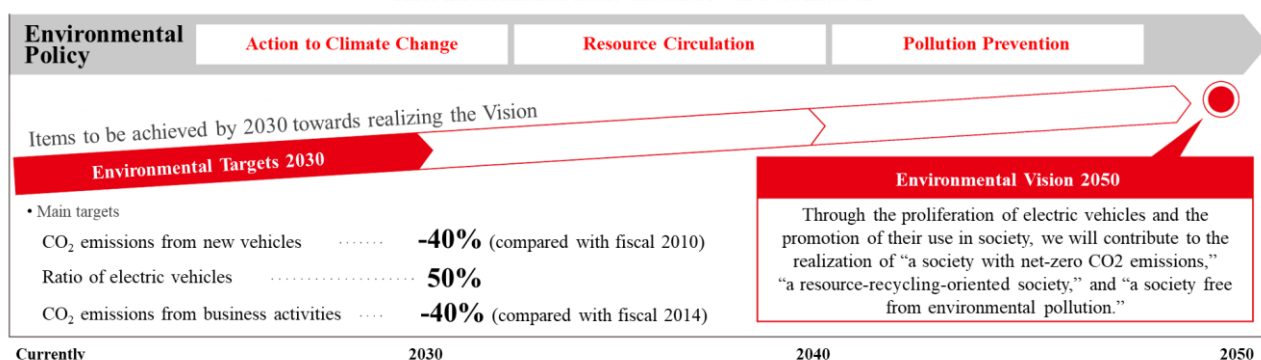 Environmental
Policy
Action to Climate Change
Resource Circulation
Pollution Prevention
Items to be achieved by 2030 towards realizing the Vision
Environmental Targets 2030
• Main targets
CO₂ emissions from new vehicles ······· -40% (compared with fiscal 2010)
Ratio of electric vehicles ····················· 50%
CO₂ emissions from business activities ···· -40% (compared with fiscal 2014)
Environmental Vision 2050
Through the proliferation of electric vehicles and the
promotion of their use in society, we will contribute to the
realization of “a society with net-zero CO2 emissions,”
“a resource-recycling-oriented society,” and “a society free
from environmental pollution.”
Currently 2030 2040 2050